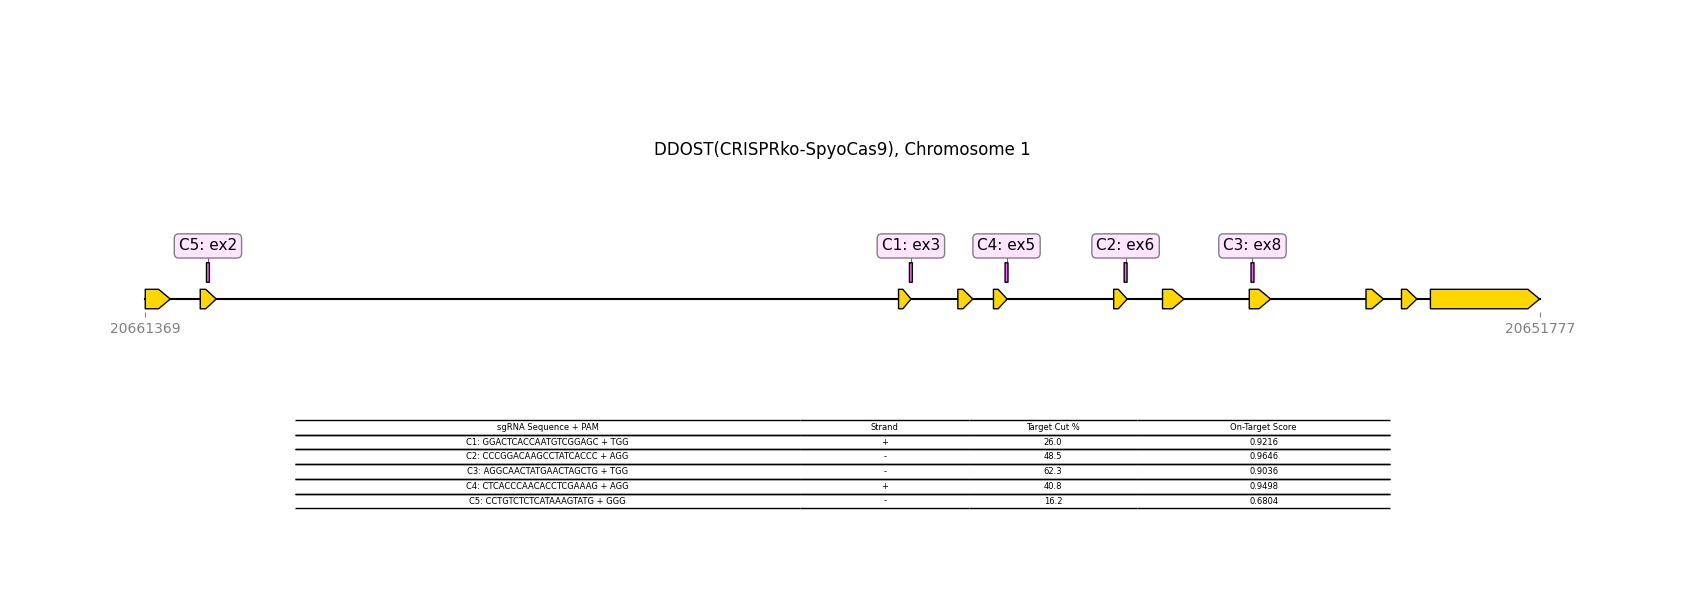 DDOST(CRISPRko-SpyoCas9), Chromosome 1
C5: ex2 C1: ex3 C4: ex5 C2: ex6 C3: ex8
20661369 20651777
sgRNA Sequence + PAM Strand Target Cut % On-Target Score
C1: GGACTCACCAATGTCGGAGC + TGG + 26.0 0.9216
C2: CCCGGACAAGCCTATCACCC + AGG - 48.5 0.9646
C3: AGGCAACTATGAACTAGCTG + TGG - 62.3 0.9036
C4: CTCACCCAACACCTCGAAAG + AGG + 40.8 0.9498
C5: CCTGTCTCTCATAAAGTATG + GGG - 16.2 0.6804